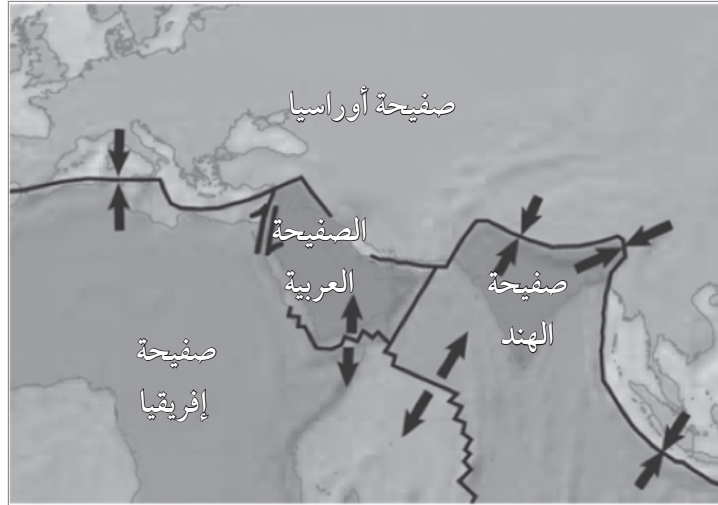 صفيحة أوراسيا
الصفيحة
العربية
صفيحة
الهند
صفيحة
إفريقيا